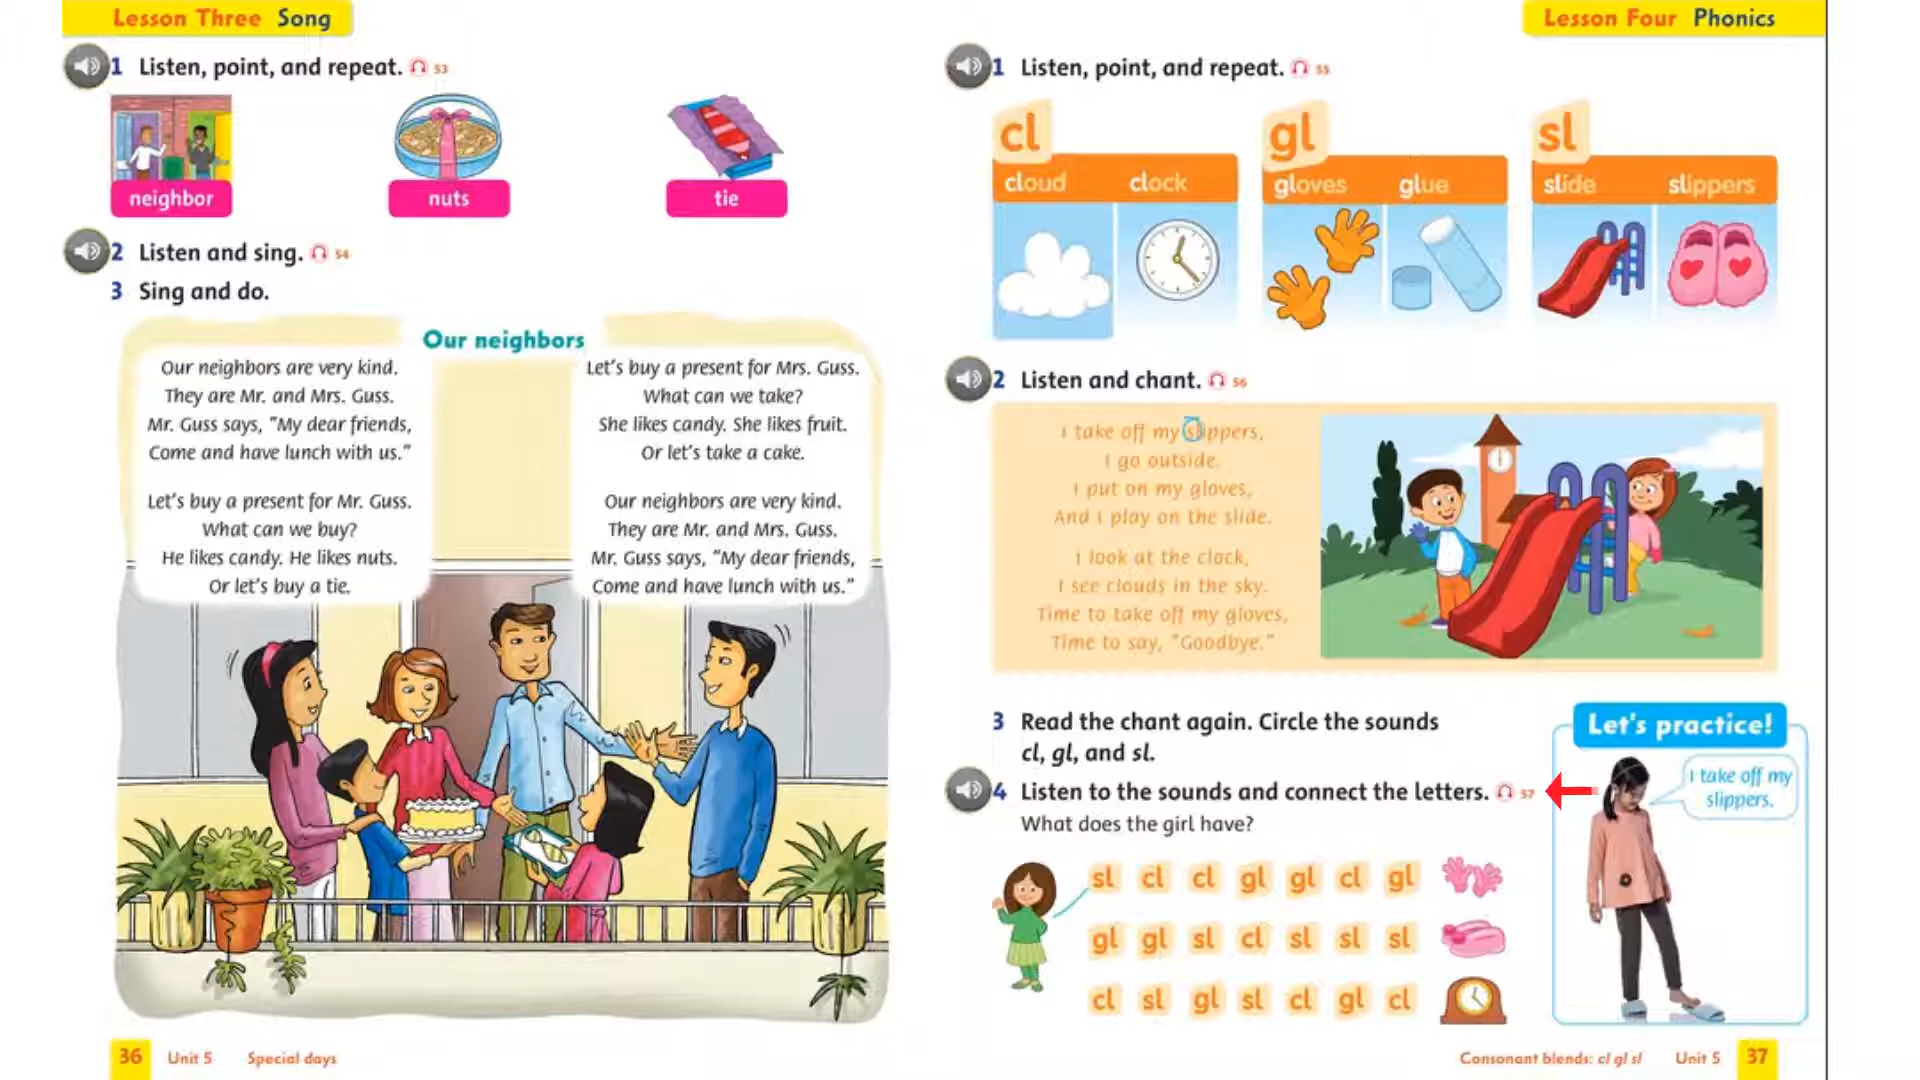 Lesson Three Song
1 Listen, point, and repeat. 53
neighbor
nuts
tie
2 Listen and sing. 54
3 Sing and do.
Our neighbors
Our neighbors are very kind.
They are Mr. and Mrs. Guss.
Mr. Guss says, "My dear friends,
Come and have lunch with us."
Let's buy a present for Mr. Guss.
What can we buy?
He likes candy. He likes nuts.
Or let's buy a tie.
Let's buy a present for Mrs. Guss.
What can we take?
She likes candy. She likes fruit.
Or let's take a cake.
Our neighbors are very kind.
They are Mr. and Mrs. Guss.
Mr. Guss says, "My dear friends,
Come and have lunch with us."
36 Unit 5 Special days
Lesson Four Phonics
1 Listen, point, and repeat. 55
cl
cloud clock
gl
gloves glue
sl
slide slippers
2 Listen and chant. 56
I take off my slippers,
I go outside.
I put on my gloves,
And I play on the slide.
I look at the clock,
I see clouds in the sky.
Time to take off my gloves,
Time to say, "Goodbye."
3 Read the chant again. Circle the sounds
cl, gl, and sl.
4 Listen to the sounds and connect the letters. 57
What does the girl have?
sl cl cl gl gl cl gl
gl gl sl cl sl sl sl
cl sl gl sl cl gl cl
Let's practice!
I take off my
slippers.
Consonant blends: cl gl sl Unit 5 37